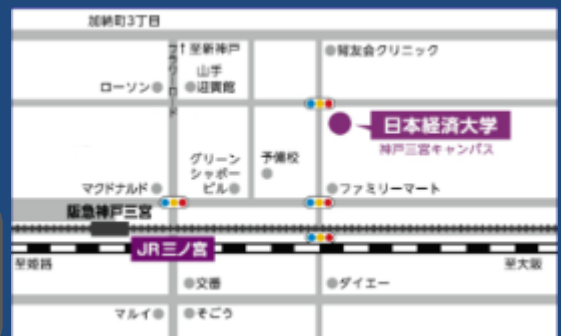 加納町3丁目
フラワーロード
↑至新神戸
山手
迎賓館
ローソン
腎友会クリニック
日本経済大学
神戸三宮キャンパス
グリーン
シャポー
ビル
予備校
マクドナルド
ファミリーマート
阪急神戸三宮
JR三ノ宮
至姫路
至大阪
交番
ダイエー
マルイ
そごう